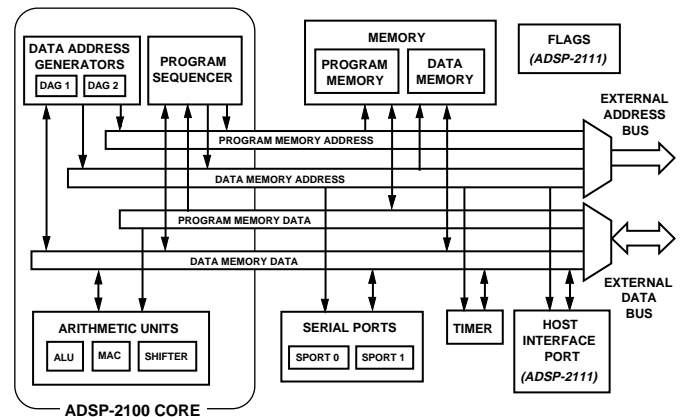 DATA ADDRESS
GENERATORS
DAG 1
DAG 2
PROGRAM
SEQUENCER
MEMORY
PROGRAM
MEMORY
DATA
MEMORY
FLAGS
(ADSP-2111)
EXTERNAL
ADDRESS
BUS
PROGRAM MEMORY ADDRESS
DATA MEMORY ADDRESS
PROGRAM MEMORY DATA
DATA MEMORY DATA
EXTERNAL
DATA
BUS
ARITHMETIC UNITS
ALU
MAC
SHIFTER
SERIAL PORTS
SPORT 0
SPORT 1
TIMER
HOST
INTERFACE
PORT
(ADSP-2111)
ADSP-2100 CORE